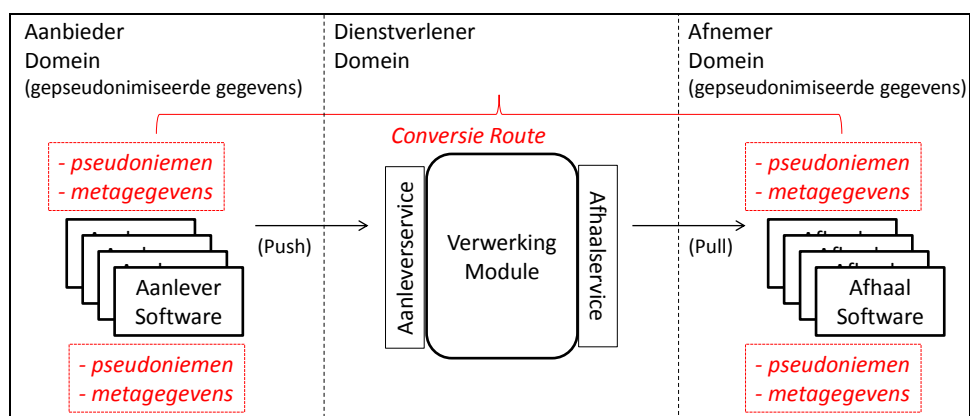 Aanbieder
Domein
(gepseudonimiseerde gegevens)
Dienstverlener
Domein
Afnemer
Domein
(gepseudonimiseerde gegevens)
Conversie Route
- pseudoniemen
- metagegevens
Aanlever
Software
- pseudoniemen
- metagegevens
(Push)
Aanleverservice
Verwerking
Module
Afhaalservice
(Pull)
- pseudoniemen
- metagegevens
Afhaal
Software
- pseudoniemen
- metagegevens